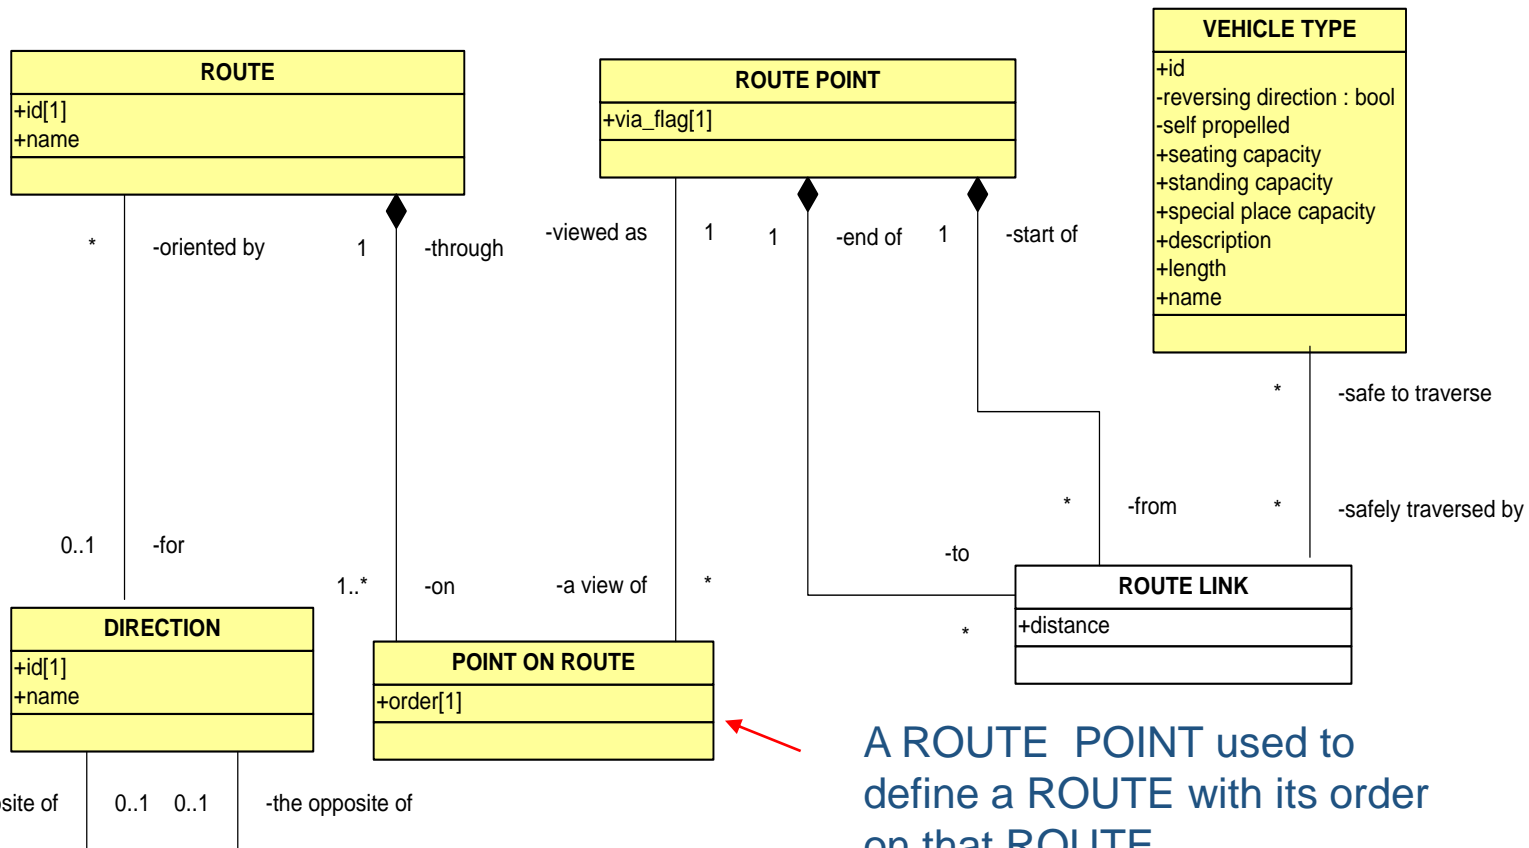 ROUTE
+id[1]
+name
ROUTE POINT
+via_flag[1]
VEHICLE TYPE
+id
-reversing direction : bool
-self propelled
+seating capacity
+standing capacity
+special place capacity
+description
+length
+name
* -oriented by
1 -through
-viewed as 1
1 -end of
1 -start of
* -safe to traverse
* -from
* -safely traversed by
0..1 -for
1..* -on
-a view of *
-to
*
DIRECTION
+id[1]
+name
POINT ON ROUTE
+order[1]
ROUTE LINK
+distance
A ROUTE POINT used to
define a ROUTE with its order
on that ROUTE
of 0..1 0..1 -the opposite of